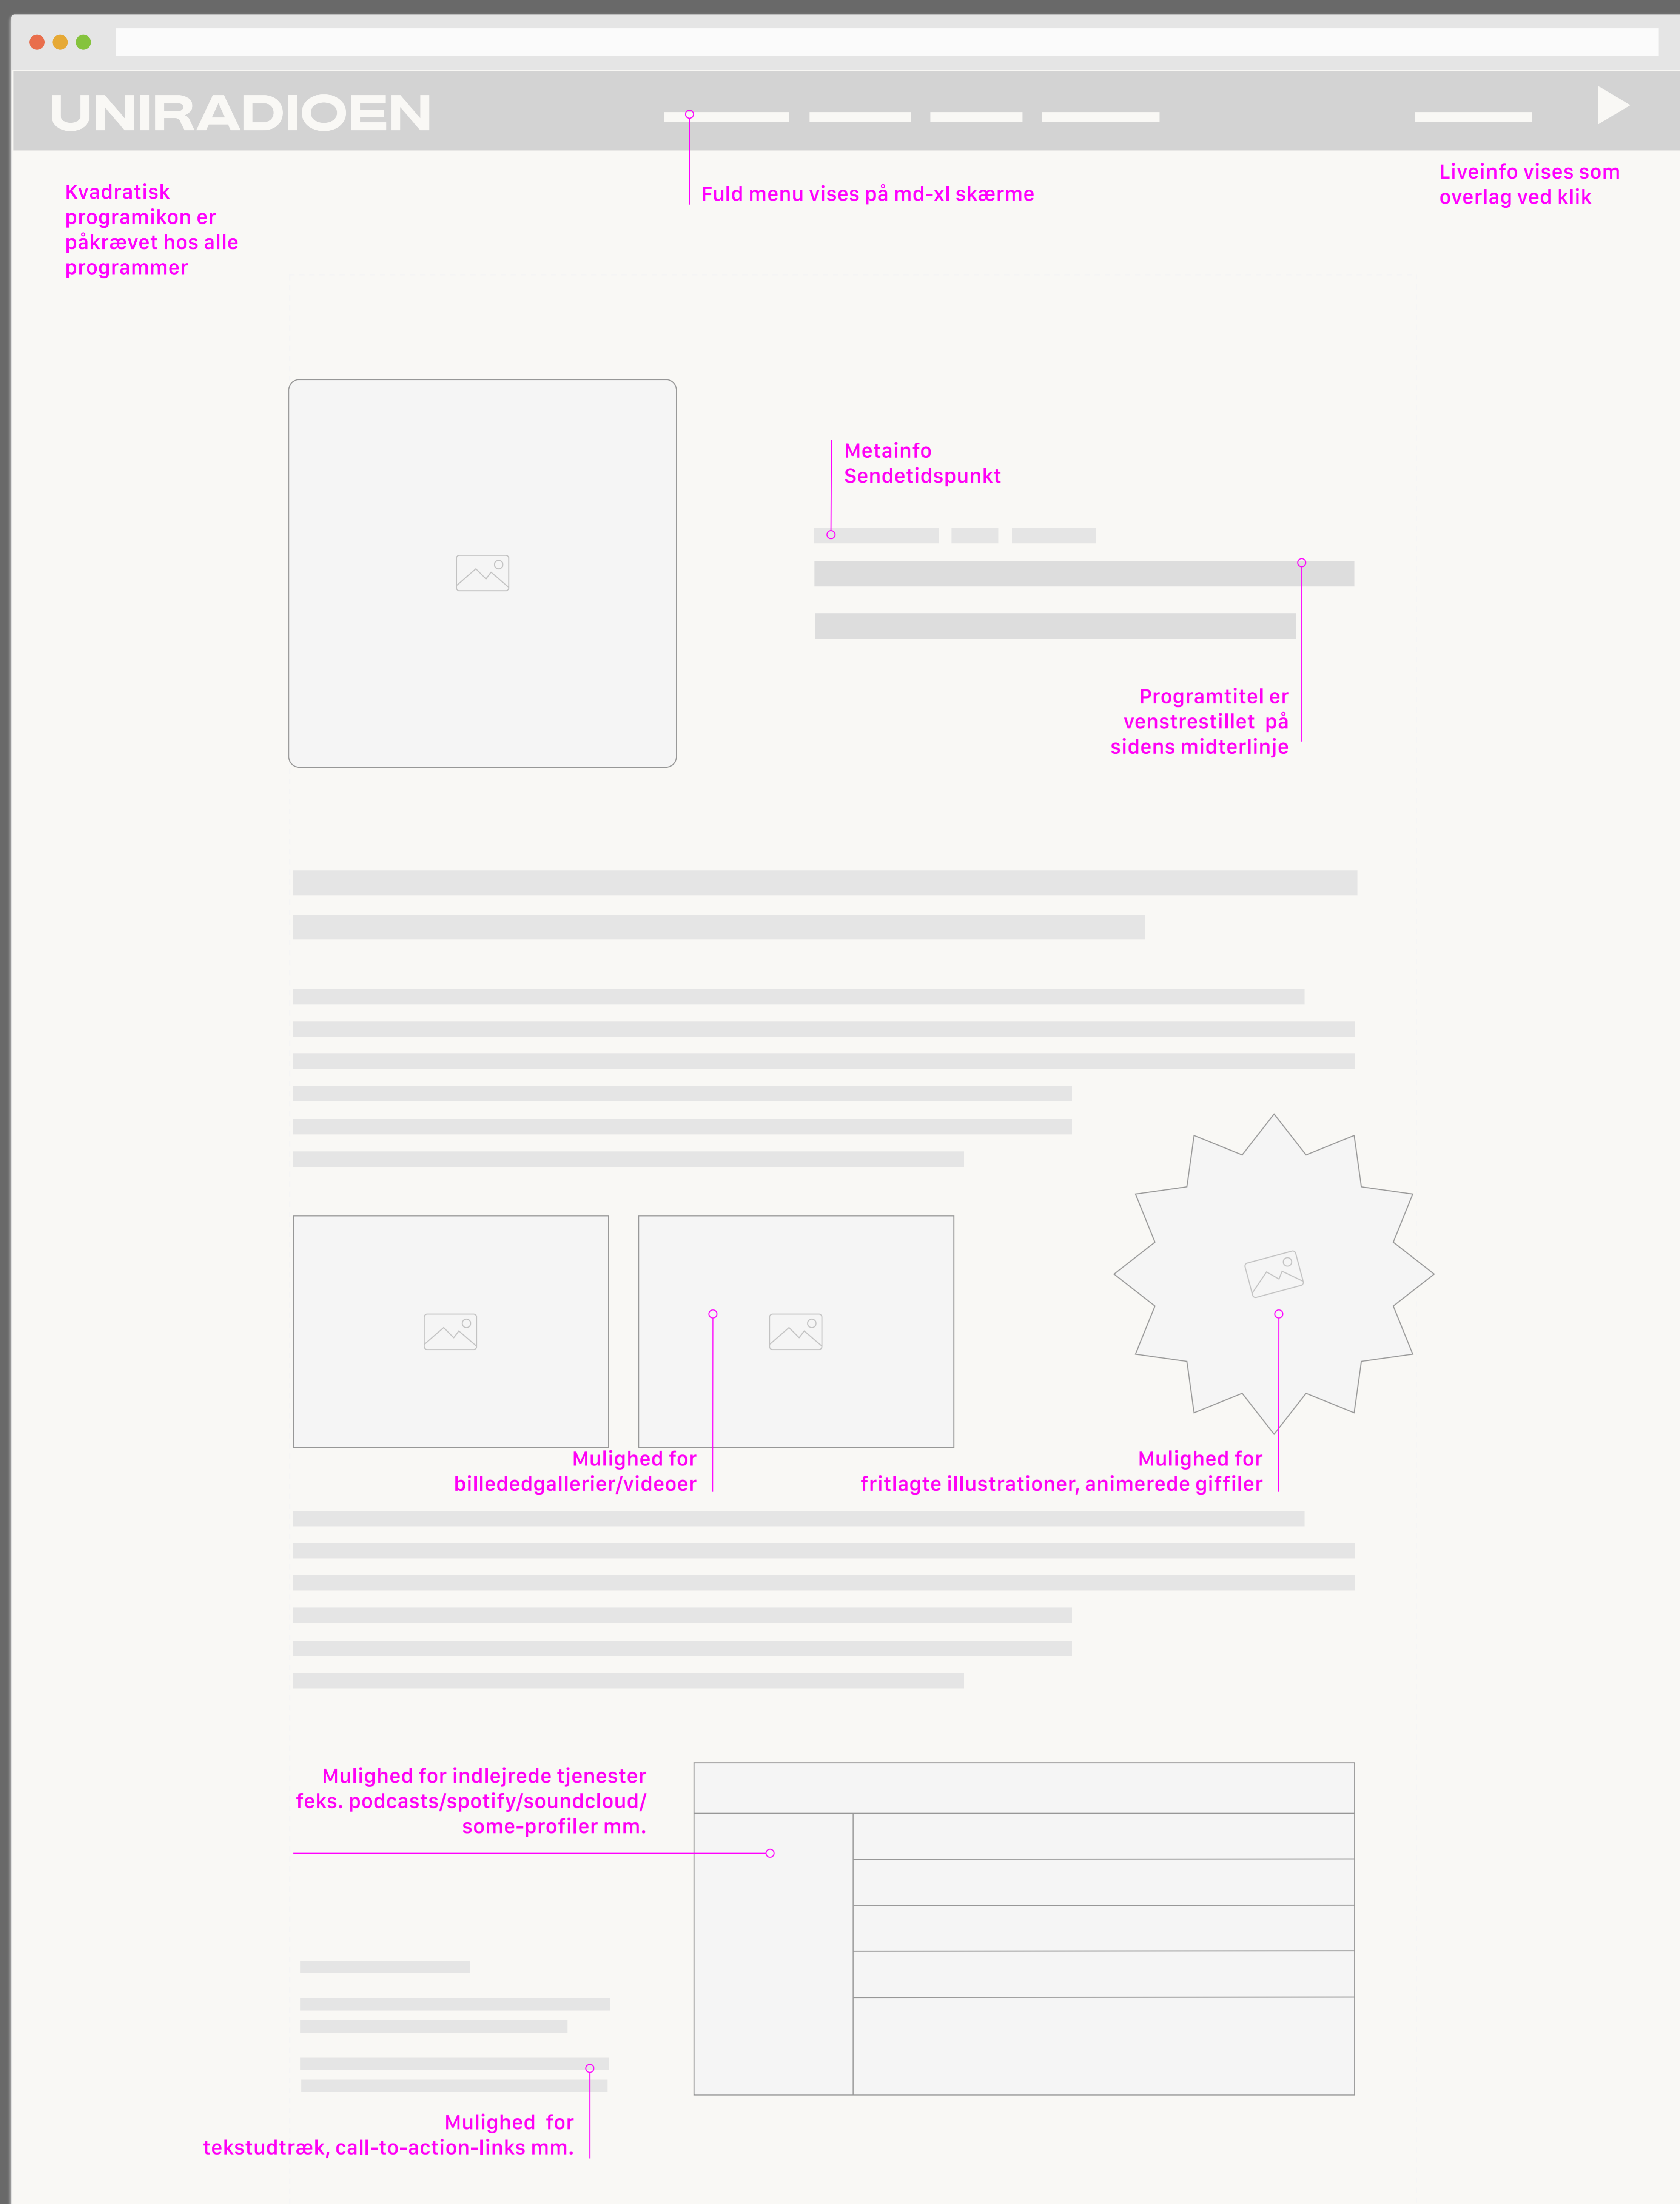 UNIRADIOEN
Kvadratisk
programikon er
påkrævet hos alle
programmer
Fuld menu vises på md-xl skærme
Liveinfo vises som
overlag ved klik
Metainfo
Sendetidspunkt
Programtitel er
venstrestillet  på
sidens midterlinje
Mulighed for
billededgallerier/videoer
Mulighed for
fritlagte illustrationer, animerede giffiler
Mulighed for indlejrede tjenester
feks. podcasts/spotify/soundcloud/
some-profiler mm.
Mulighed  for
tekstudtræk, call-to-action-links mm.